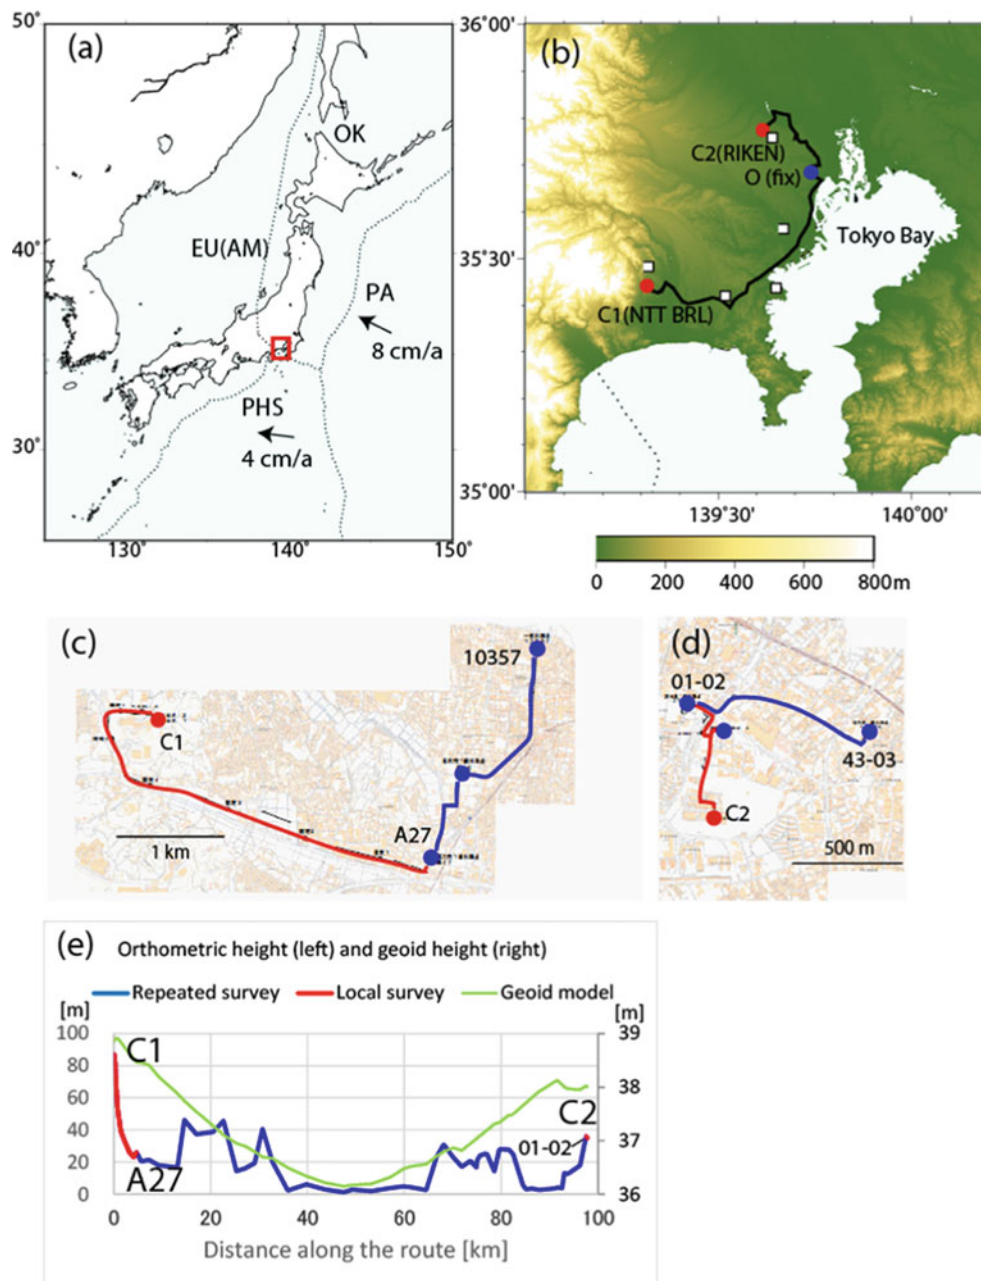 (a)
50°
40°
30°
130°
140°
150°
OK
EU(AM)
PA
8 cm/a
PHS
4 cm/a
(b)
36°00'
35°30'
35°00'
139°30'
140°00'
C2(RIKEN)
O (fix)
Tokyo Bay
C1(NTT BRL)
0 200 400 600 800m
(c)
10357
C1
A27
1 km
(d)
01-02
43-03
C2
500 m
(e) Orthometric height (left) and geoid height (right)
[m] Repeated survey Local survey Geoid model [m]
100
80
60
40
20
0
39
38
37
36
C1
A27
C2
01-02
0 20 40 60 80 100
Distance along the route [km]